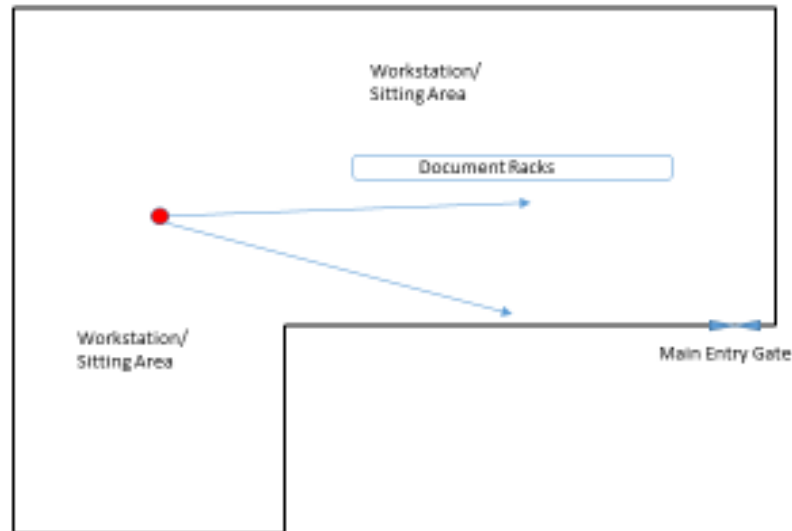 Workstation/
Sitting Area
Document Racks
Workstation/
Sitting Area
Main Entry Gate